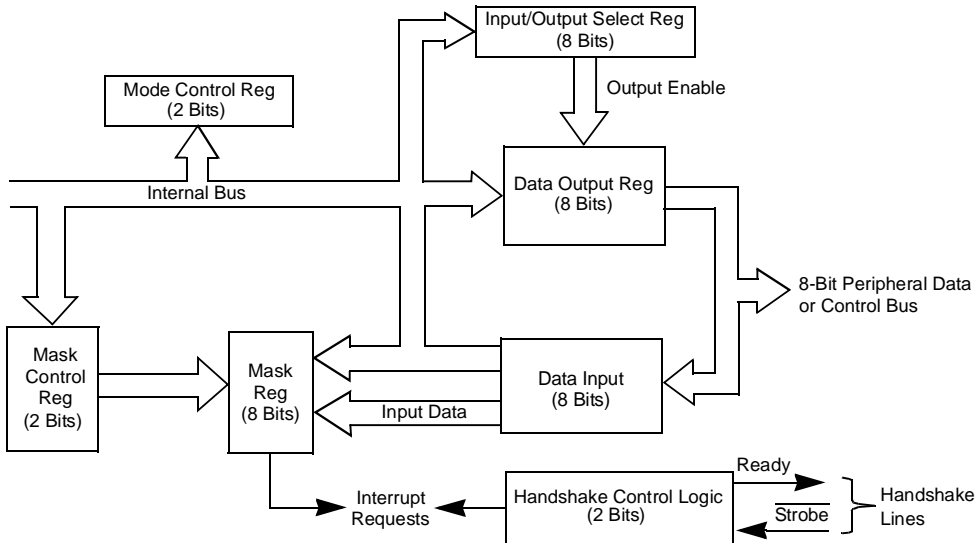 Input/Output Select Reg
(8 Bits)
Mode Control Reg
(2 Bits)
Output Enable
Internal Bus
Data Output Reg
(8 Bits)
8-Bit Peripheral Data
or Control Bus
Mask
Control
Reg
(2 Bits)
Mask
Reg
(8 Bits)
Input Data
Data Input
(8 Bits)
Interrupt
Requests
Handshake Control Logic
(2 Bits)
Ready
Strobe
Handshake
Lines